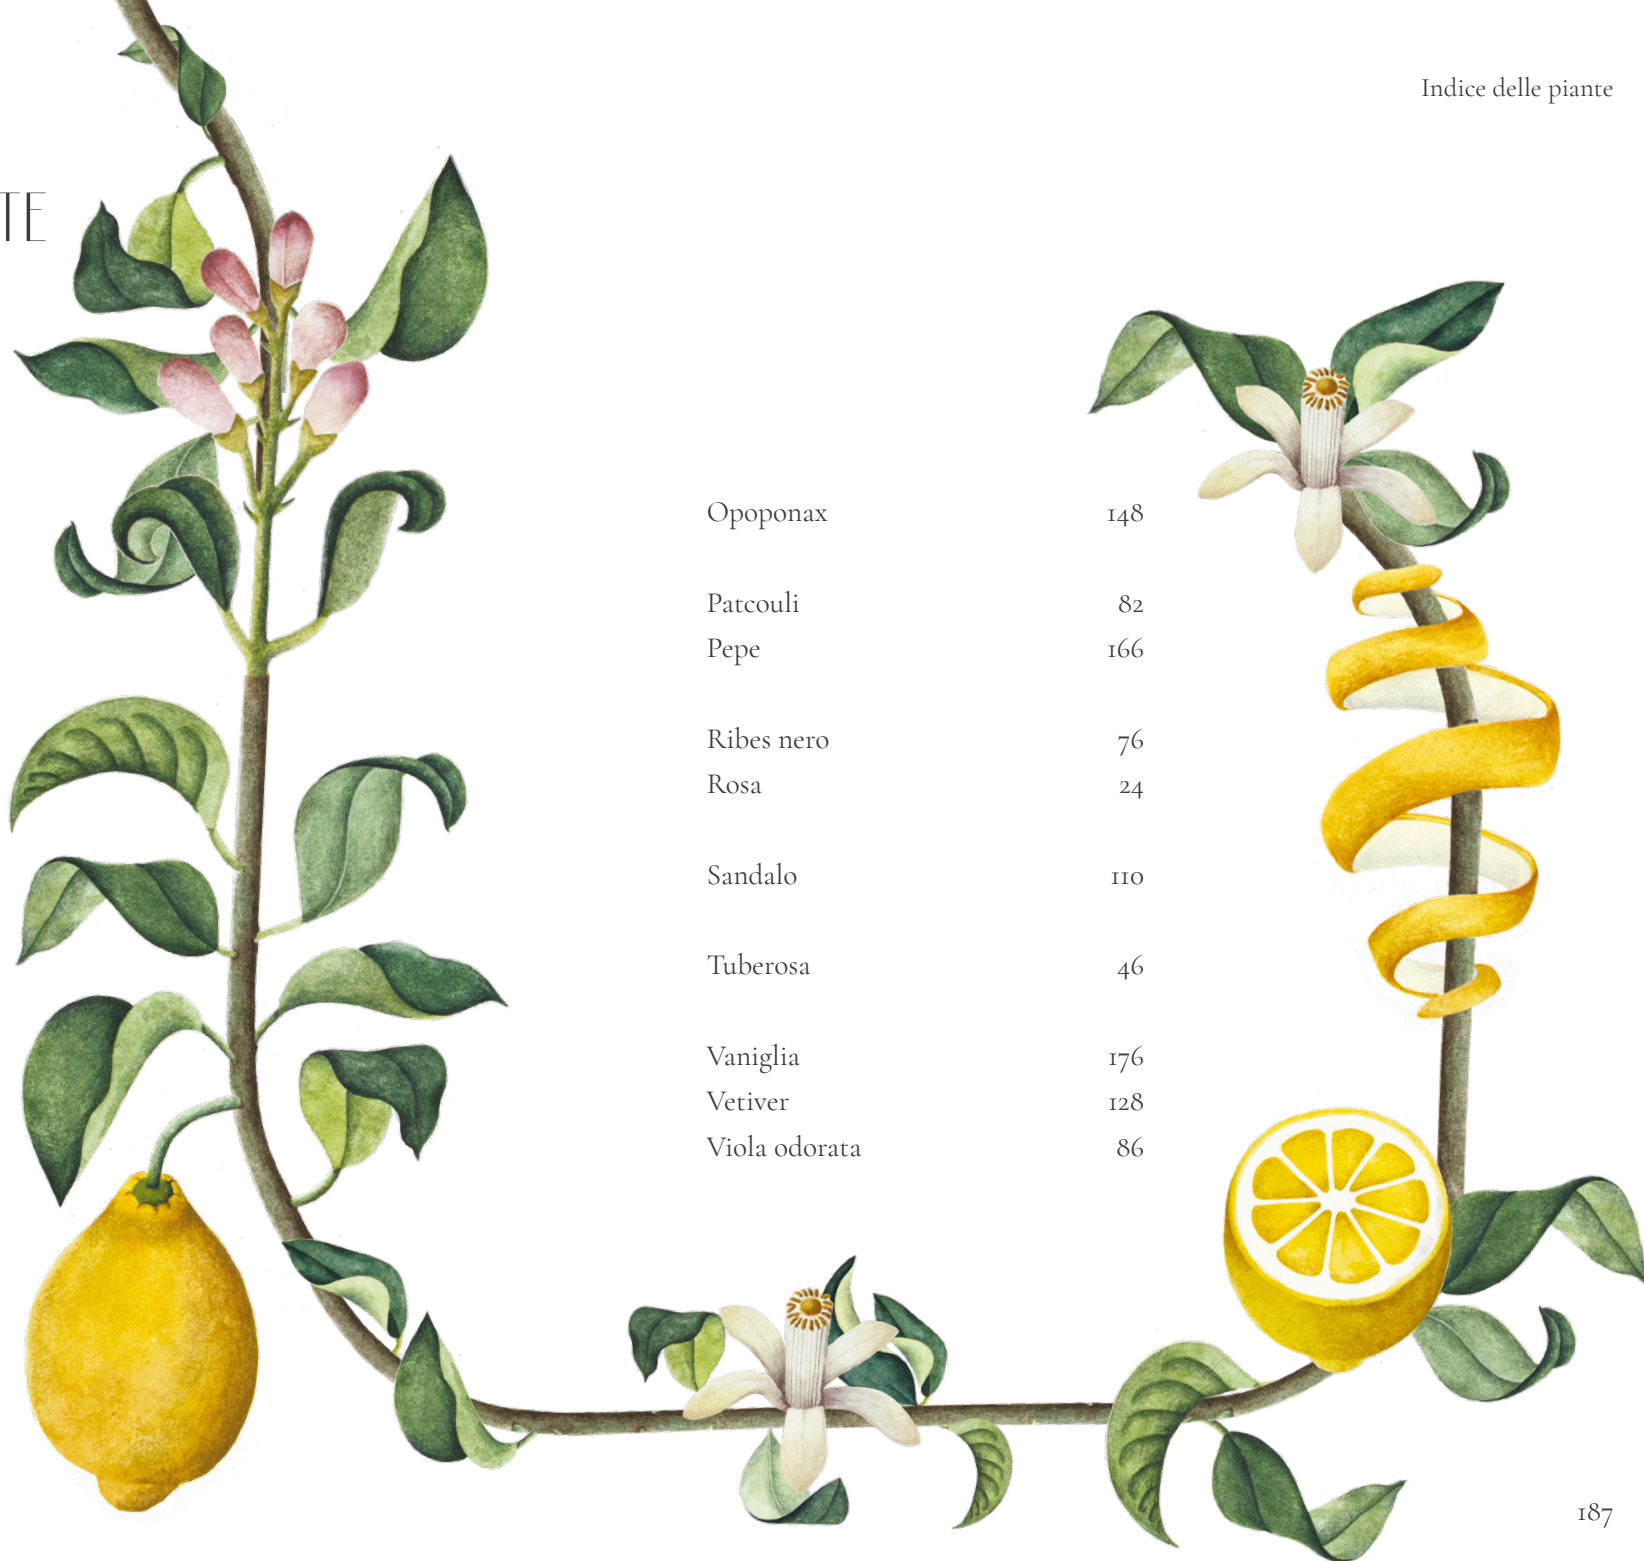 Indice delle piante
TE
Opoponax 148
Patcouli 82
Pepe 166
Ribes nero 76
Rosa 24
Sandalo 110
Tuberosa 46
Vaniglia 176
Vetiver 128
Viola odorata 86
187